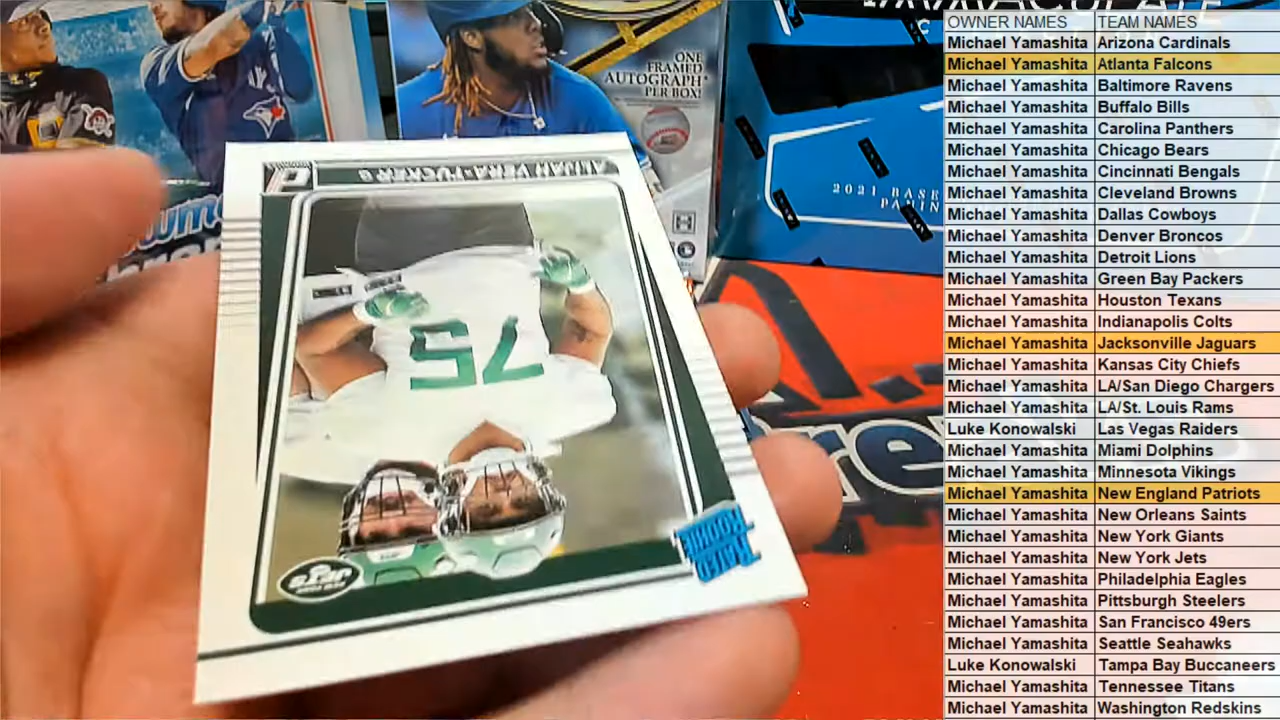 ONE
FRAMED
AUTOGRAPH*
PER BOX!
2021 BASE
PANIN
ALIJAH VERA-TUCKER G
75
RATED
ROOKIE
OWNER NAMES TEAM NAMES
Michael Yamashita Arizona Cardinals
Michael Yamashita Atlanta Falcons
Michael Yamashita Baltimore Ravens
Michael Yamashita Buffalo Bills
Michael Yamashita Carolina Panthers
Michael Yamashita Chicago Bears
Michael Yamashita Cincinati Bengals
Michael Yamashita Cleveland Browns
Michael Yamashita Dallas Cowboys
Michael Yamashita Denver Broncos
Michael Yamashita Detroit Lions
Michael Yamashita Green Bay Packers
Michael Yamashita Houston Texans
Michael Yamashita Indianapolis Colts
Michael Yamashita Jacksonville Jaguars
Michael Yamashita Kansas City Chiefs
Michael Yamashita LA/San Diego Chargers
Michael Yamashita LA/St. Louis Rams
Luke Konowalski Las Vegas Raiders
Michael Yamashita Miami Dolphins
Michael Yamashita Minnesota Vikings
Michael Yamashita New England Patriots
Michael Yamashita New Orleans Saints
Michael Yamashita New York Giants
Michael Yamashita New York Jets
Michael Yamashita Philadelphia Eagles
Michael Yamashita Pittsburgh Steelers
Michael Yamashita San Francisco 49ers
Michael Yamashita Seattle Seahawks
Luke Konowalski Tampa Bay Buccaneers
Michael Yamashita Tennessee Titans
Michael Yamashita Washington Redskins